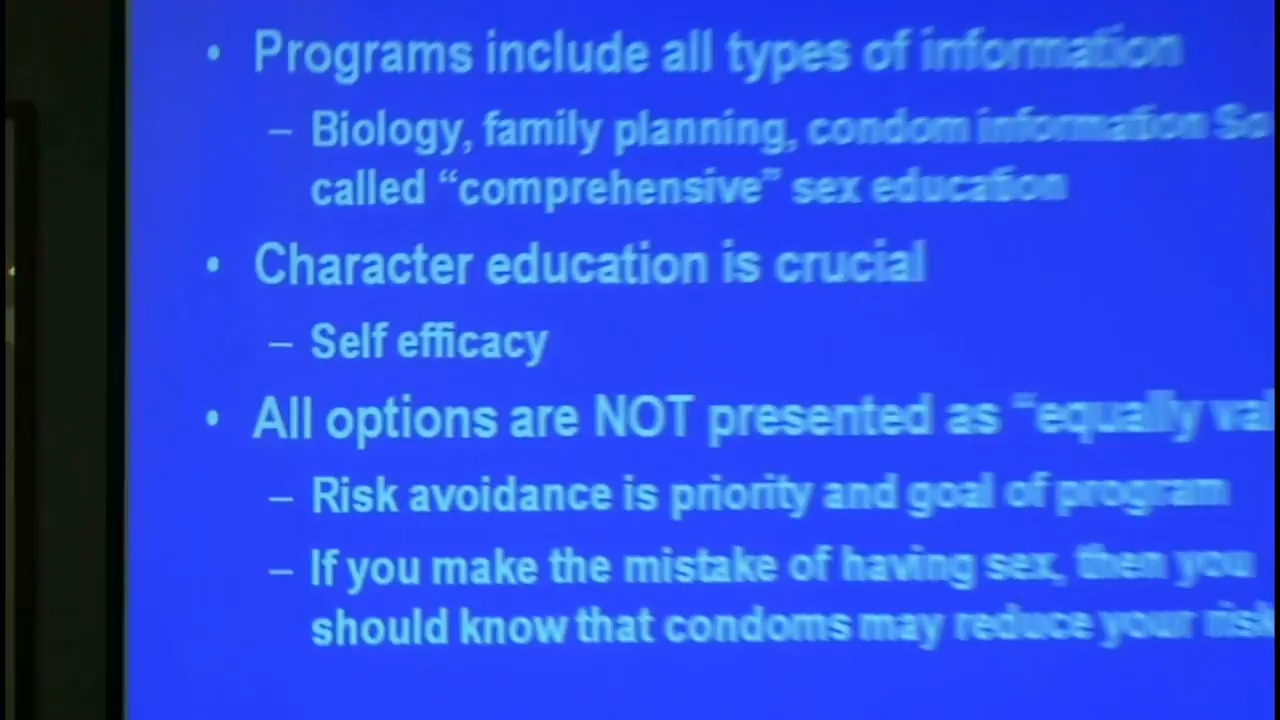 • Programs include all types of information
– Biology, family planning, condom information So
called “comprehensive” sex education
• Character education is crucial
– Self efficacy
• All options are NOT presented as “equally
– Risk avoidance is priority and goal of program
– If you make the mistake of having sex, then you
should know that condoms may reduce your risk